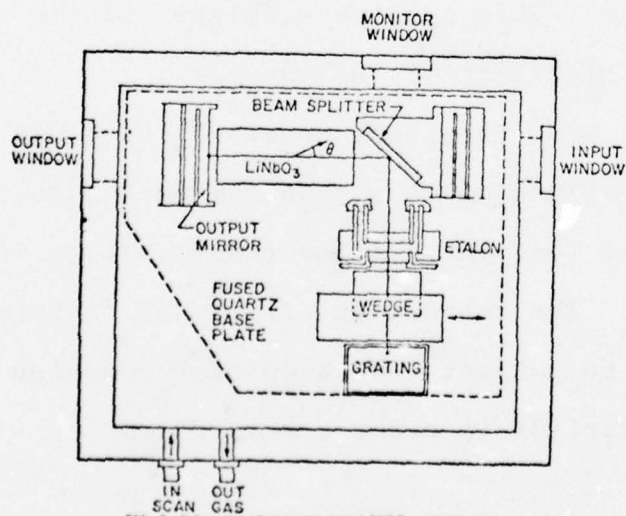 MONITOR
WINDOW
BEAM SPLITTER
OUTPUT
WINDOW
INPUT
WINDOW
θ
LiNbO3
OUTPUT
MIRROR
ETALON
FUSED
QUARTZ
BASE
PLATE
WEDGE
GRATING
IN OUT
SCAN GAS